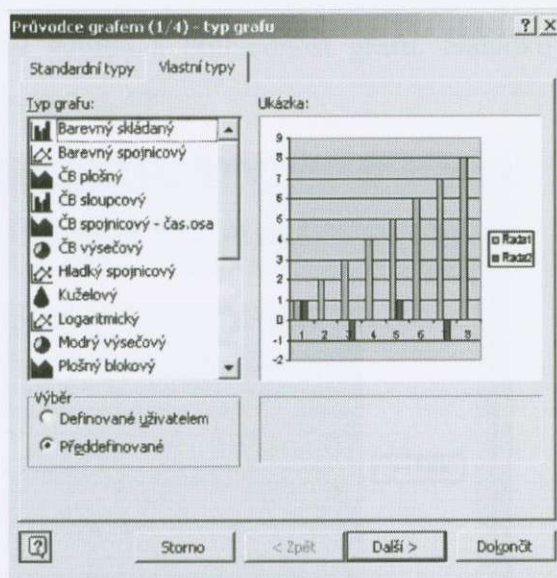 Průvodce grafem (1/4) - typ grafu
Standardní typy Vlastní typy
Typ grafu:
Barevný skládaný
Barevný spojnicový
ČB plošný
ČB sloupcový
ČB spojnicový - čas.osa
ČB výsečový
Hladký spojnicový
Kuželový
Logaritmický
Modrý výsečový
Plošný blokový
Ukázka:
9
8
7
6
5
4
3
2
1
0
-1
-2
1 2 3 4 5 6 7 8
Řada1
Řada2
Výběr
Definované uživatelem
Předdefinované
Storno < Zpět Další > Dokončit